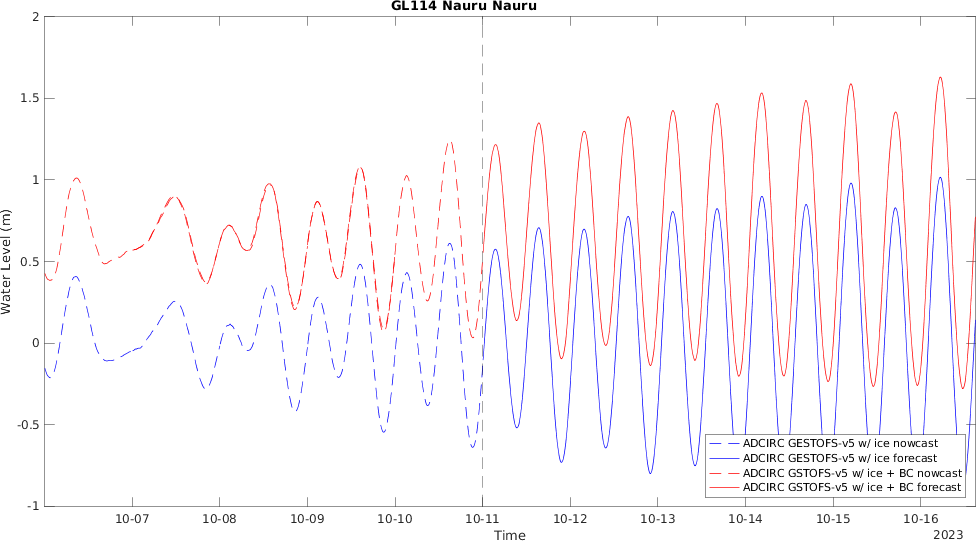 GL114 Nauru Nauru
2
1.5
1
0.5
0
-0.5
-1
Water Level (m)
ADCIRC GESTOFS-v5 w/ ice nowcast
ADCIRC GESTOFS-v5 w/ ice forecast
ADCIRC GSTOFS-v5 w/ ice + BC nowcast
ADCIRC GSTOFS-v5 w/ ice + BC forecast
10-07 10-08 10-09 10-10 10-11 10-12 10-13 10-14 10-15 10-16
Time
2023